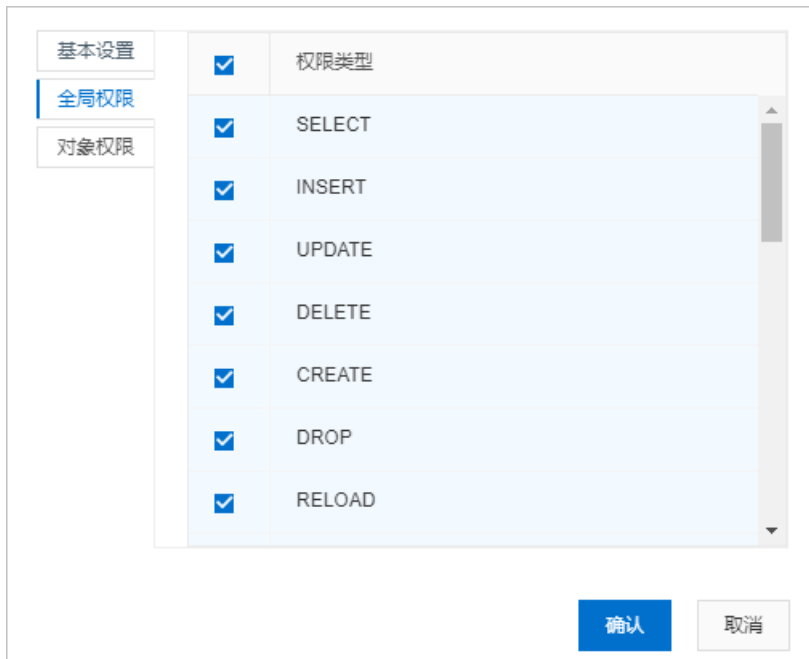 基本设置
全局权限
对象权限
权限类型
SELECT
INSERT
UPDATE
DELETE
CREATE
DROP
RELOAD
确认
取消